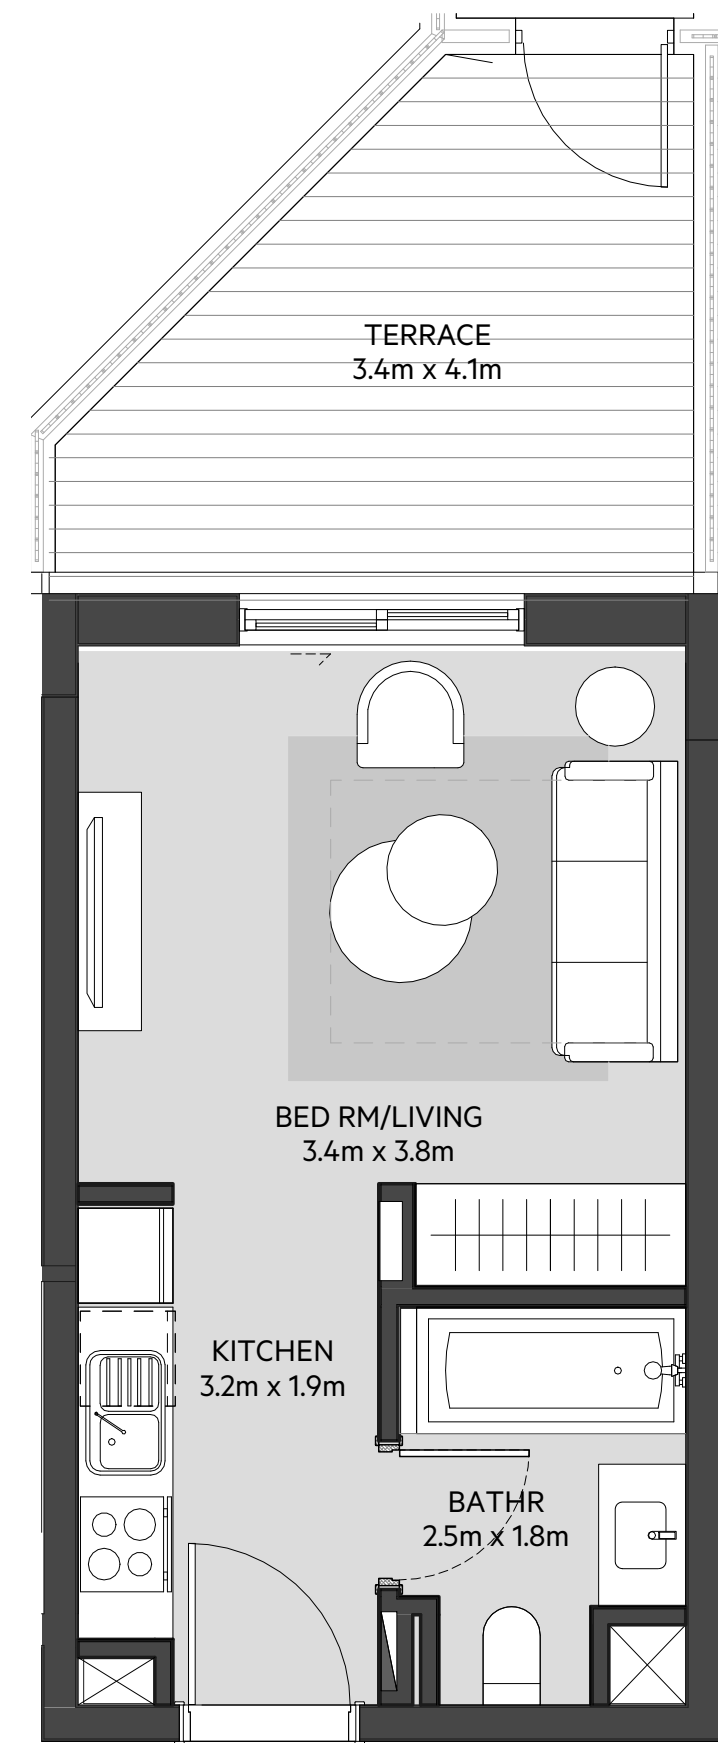 TERRACE
3.4m x 4.1m
BED RM/LIVING
3.4m x 3.8m
KITCHEN
3.2m x 1.9m
BATHR
2.5m x 1.8m